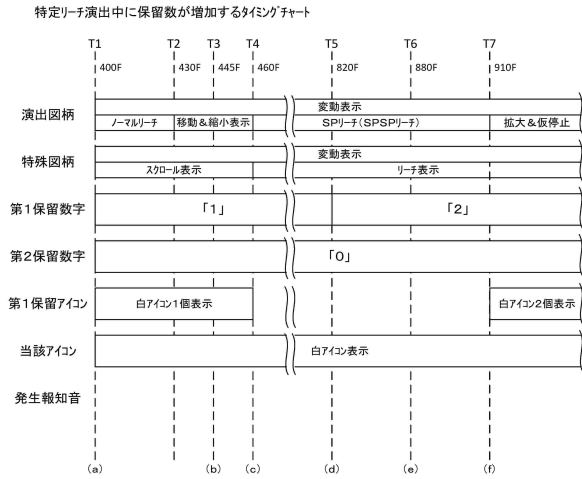 特定リーチ演出中に保留数が増加するタイミングチャート
T1 T2 T3 T4 T5 T6 T7
400F 430F 445F 460F 820F 880F 910F
演出図柄
変動表示
ノーマルリーチ 移動&縮小表示 SPリーチ(SPSPリーチ) 拡大&仮停止
特殊図柄
変動表示
スクロール表示 リーチ表示
第1保留数字 「1」 「2」
第2保留数字 「0」
第1保留アイコン 白アイコン1個表示 白アイコン2個表示
当該アイコン 白アイコン表示
発生報知音
(a) (b) (c) (d) (e) (f)